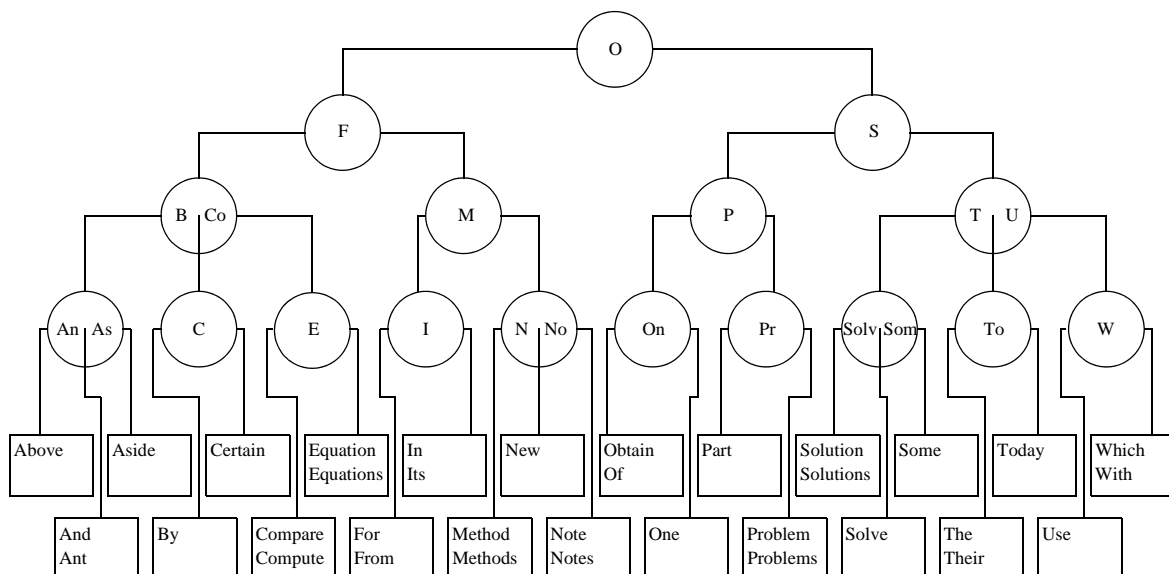 O
F
S
B Co
M
P
T U
An As
C
E
I
N No
On
Pr
Solv Som
To
W
Above
Aside
Certain
Equation
Equations
In
Its
New
Obtain
Of
Part
Solution
Solutions
Some
Today
Which
With
And
Ant
By
Compare
Compute
For
From
Method
Methods
Note
Notes
One
Problem
Problems
Solve
The
Their
Use